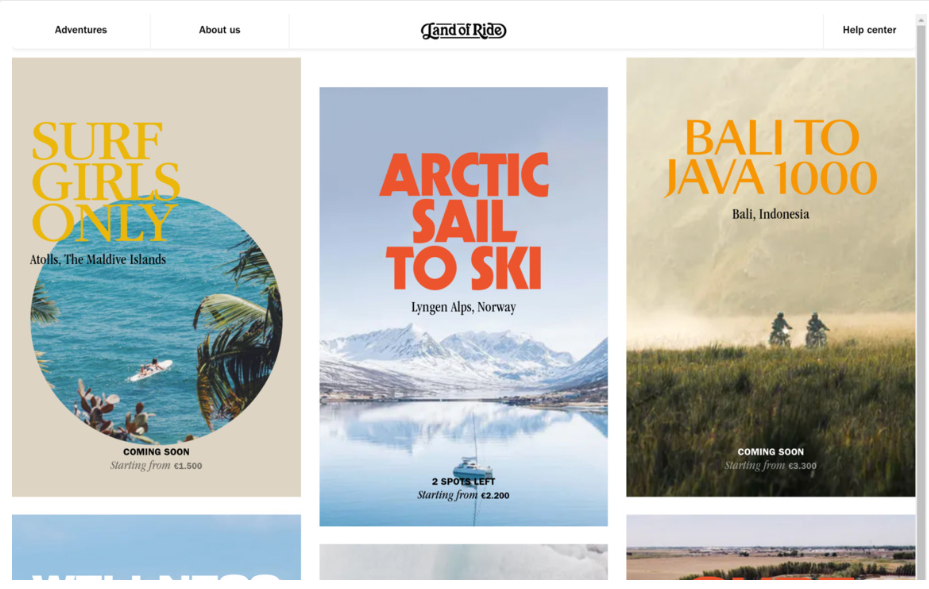 Adventures
About us
Land of Ride
Help center
SURF
GIRLS
ONLY
Atolls, The Maldive Islands
COMING SOON
Starting from €1.500
ARCTIC
SAIL
TO SKI
Lyngen Alps, Norway
2 SPOTS LEFT
Starting from €2.200
BALI TO
JAVA 1000
Bali, Indonesia
COMING SOON
Starting from €3.300
WELLNESS